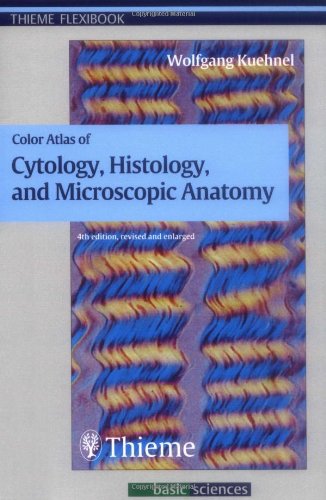 THIEME FLEXIBOOK
Wolfgang Kuehnel
Color Atlas of
Cytology, Histology,
and Microscopic Anatomy
4th edition, revised and enlarged
Thieme
basic sciences